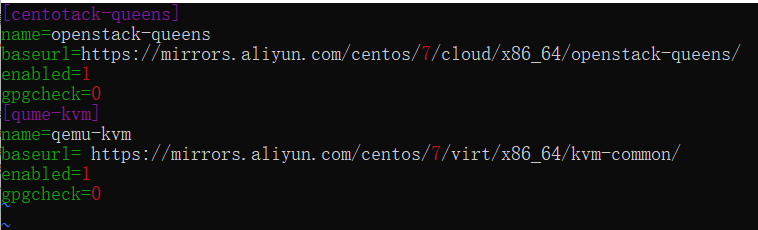 [centotack-queens]
name=openstack-queens
baseurl=https://mirrors.aliyun.com/centos/7/cloud/x86_64/openstack-queens/
enabled=1
gpgcheck=0
[qume-kvm]
name=qemu-kvm
baseurl= https://mirrors.aliyun.com/centos/7/virt/x86_64/kvm-common/
enabled=1
gpgcheck=0
~
~